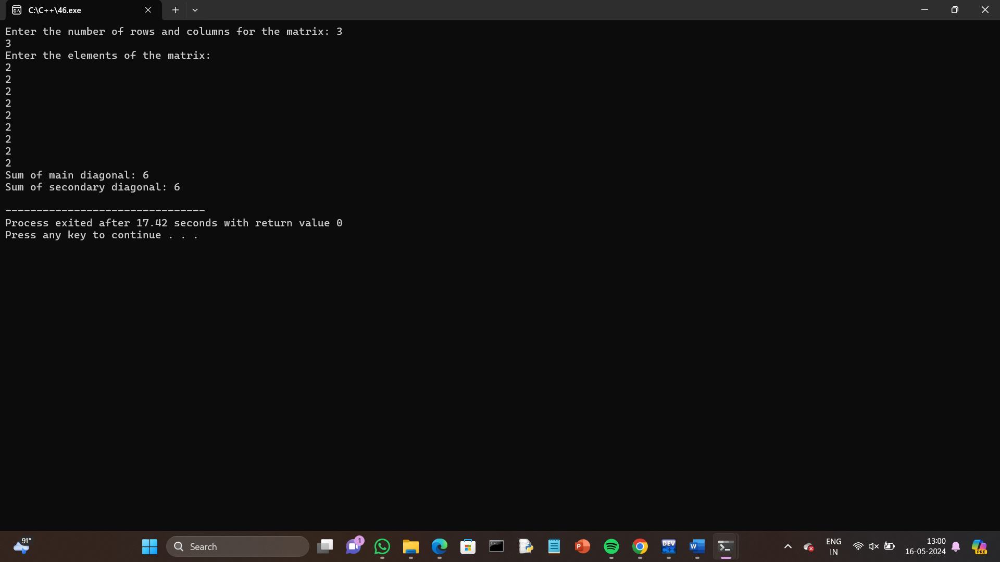 C:\C++\46.exe
Enter the number of rows and columns for the matrix: 3
3
Enter the elements of the matrix:
2
2
2
2
2
2
2
2
2
Sum of main diagonal: 6
Sum of secondary diagonal: 6
--------------------------------
Process exited after 17.42 seconds with return value 0
Press any key to continue . . .
91°
Search
1
P
DEV
C++
W
ENG
IN
13:00
16-05-2024
PRE